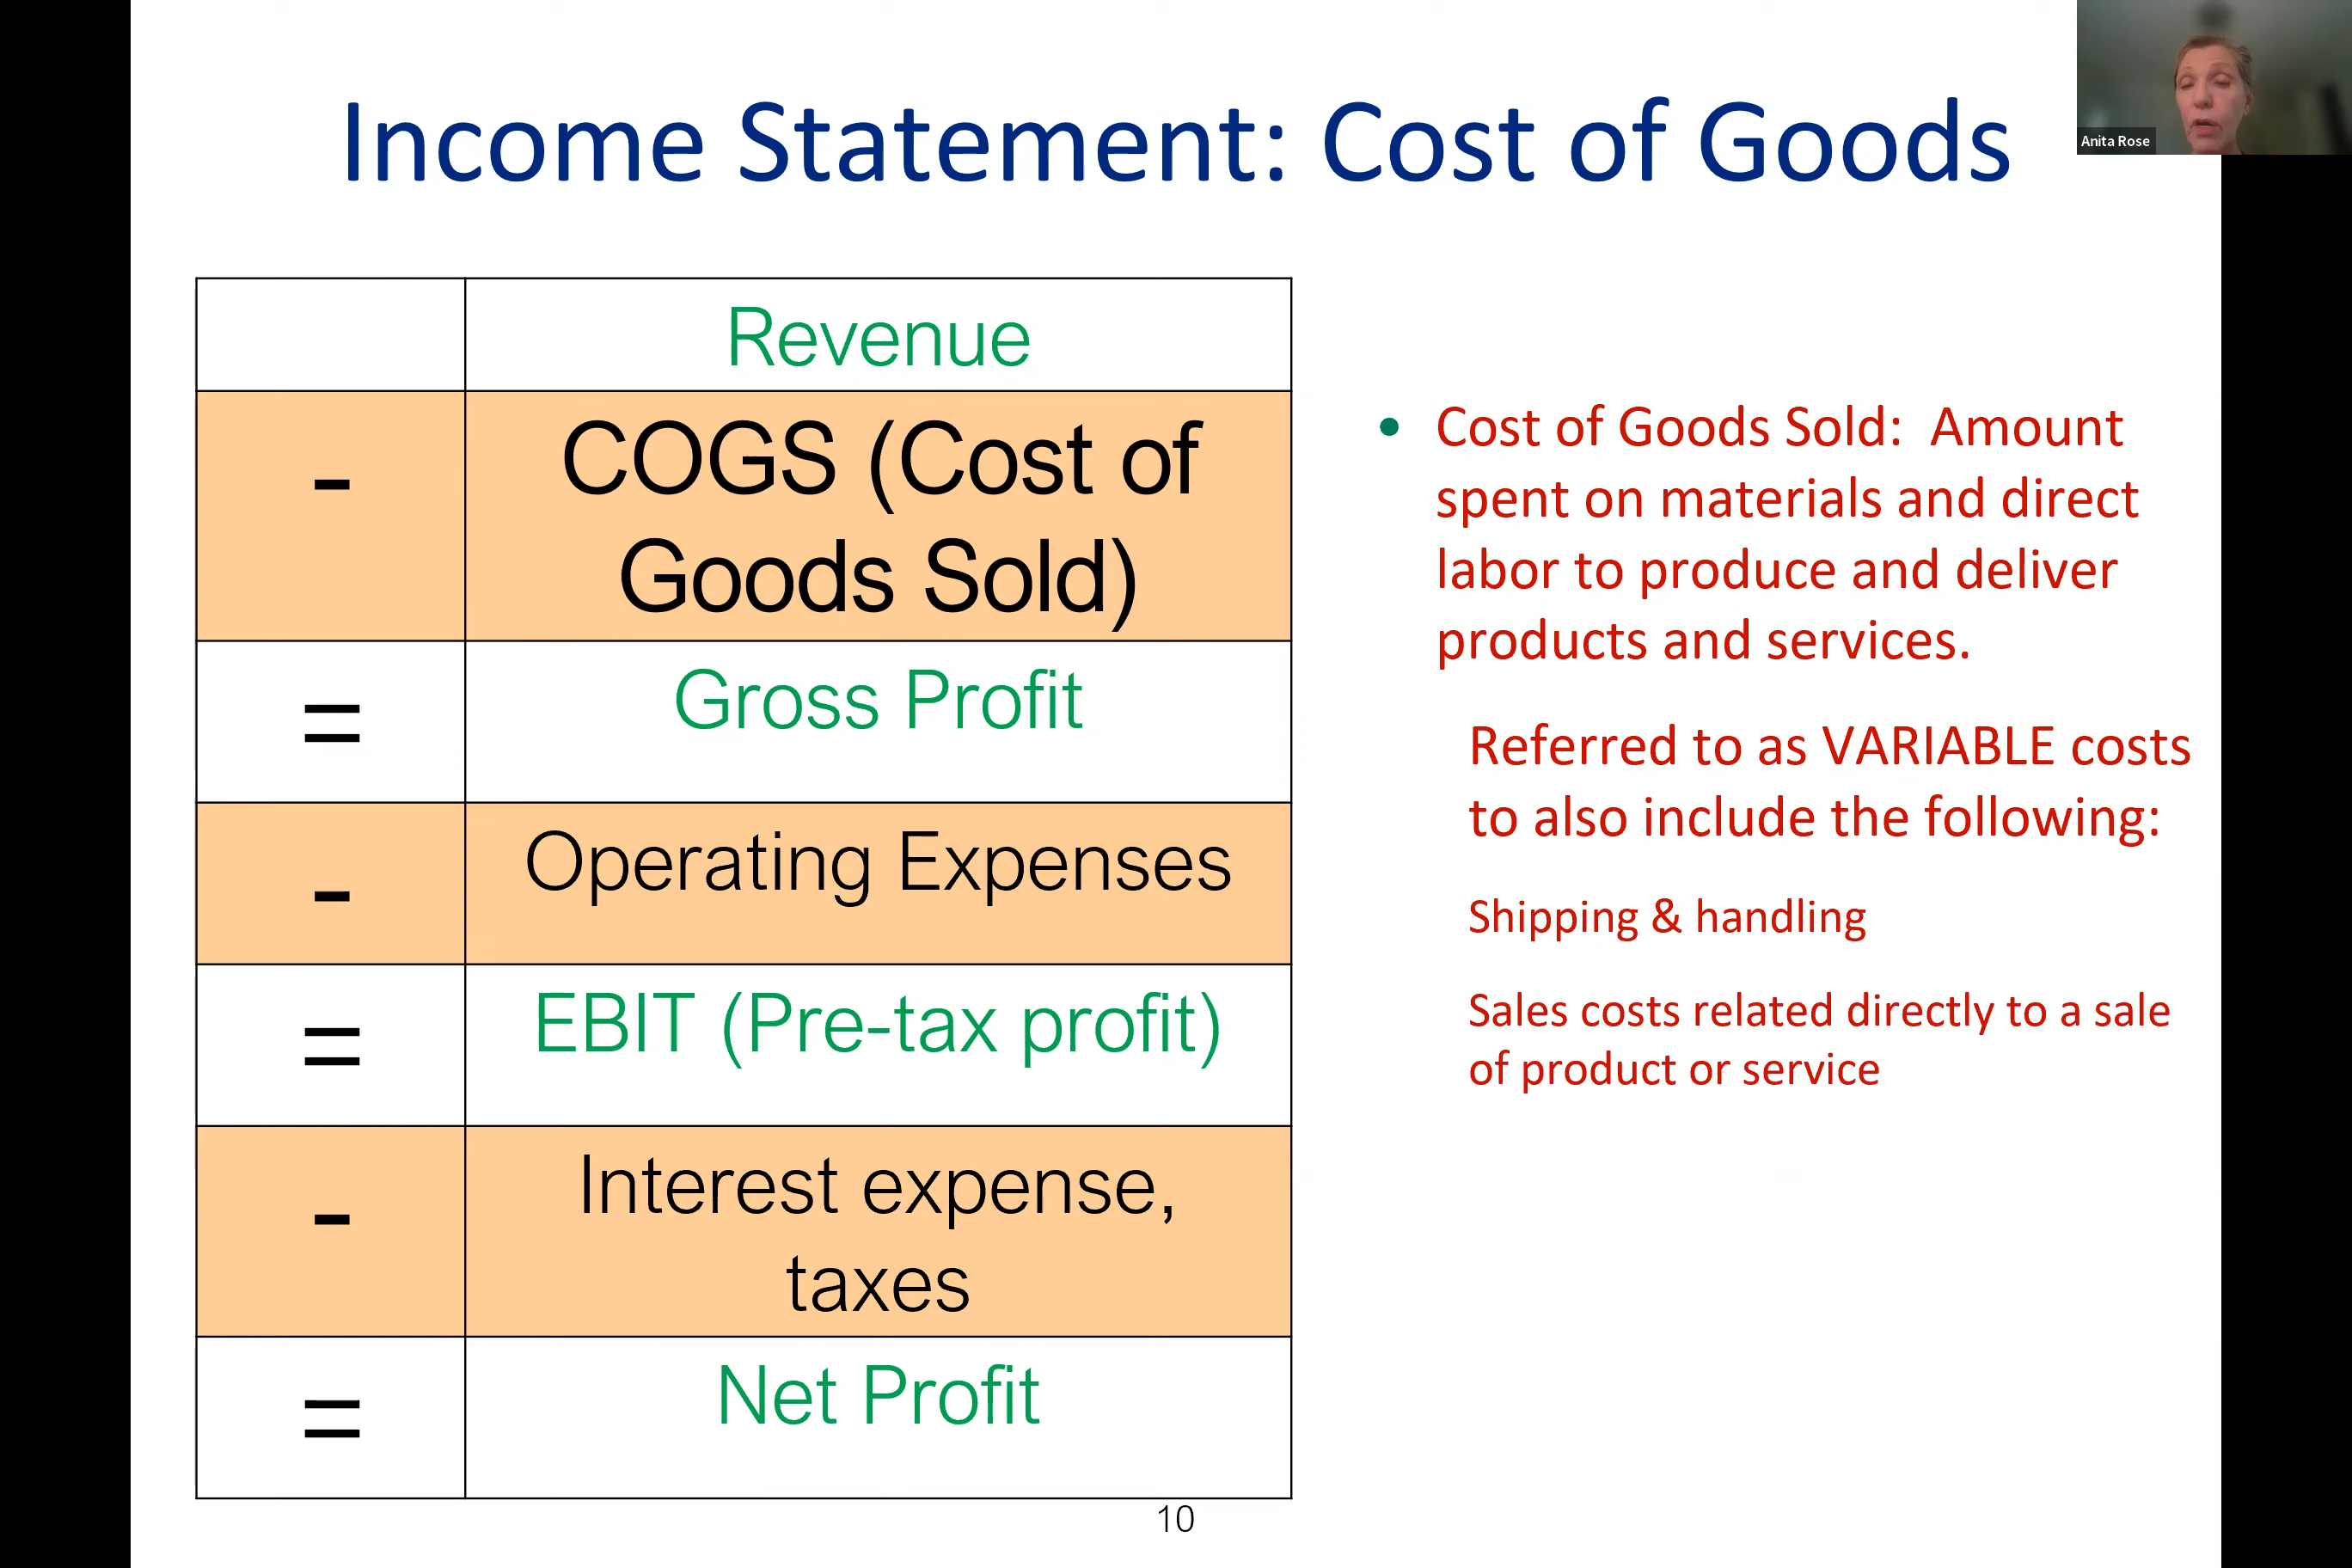 Income Statement: Cost of Goods
Anita Rose
Revenue
-
COGS (Cost of
Goods Sold)
=
Gross Profit
-
Operating Expenses
=
EBIT (Pre-tax profit)
-
Interest expense,
taxes
=
Net Profit
• Cost of Goods Sold: Amount
spent on materials and direct
labor to produce and deliver
products and services.
Referred to as VARIABLE costs
to also include the following:
Shipping & handling
Sales costs related directly to a sale
of product or service
10